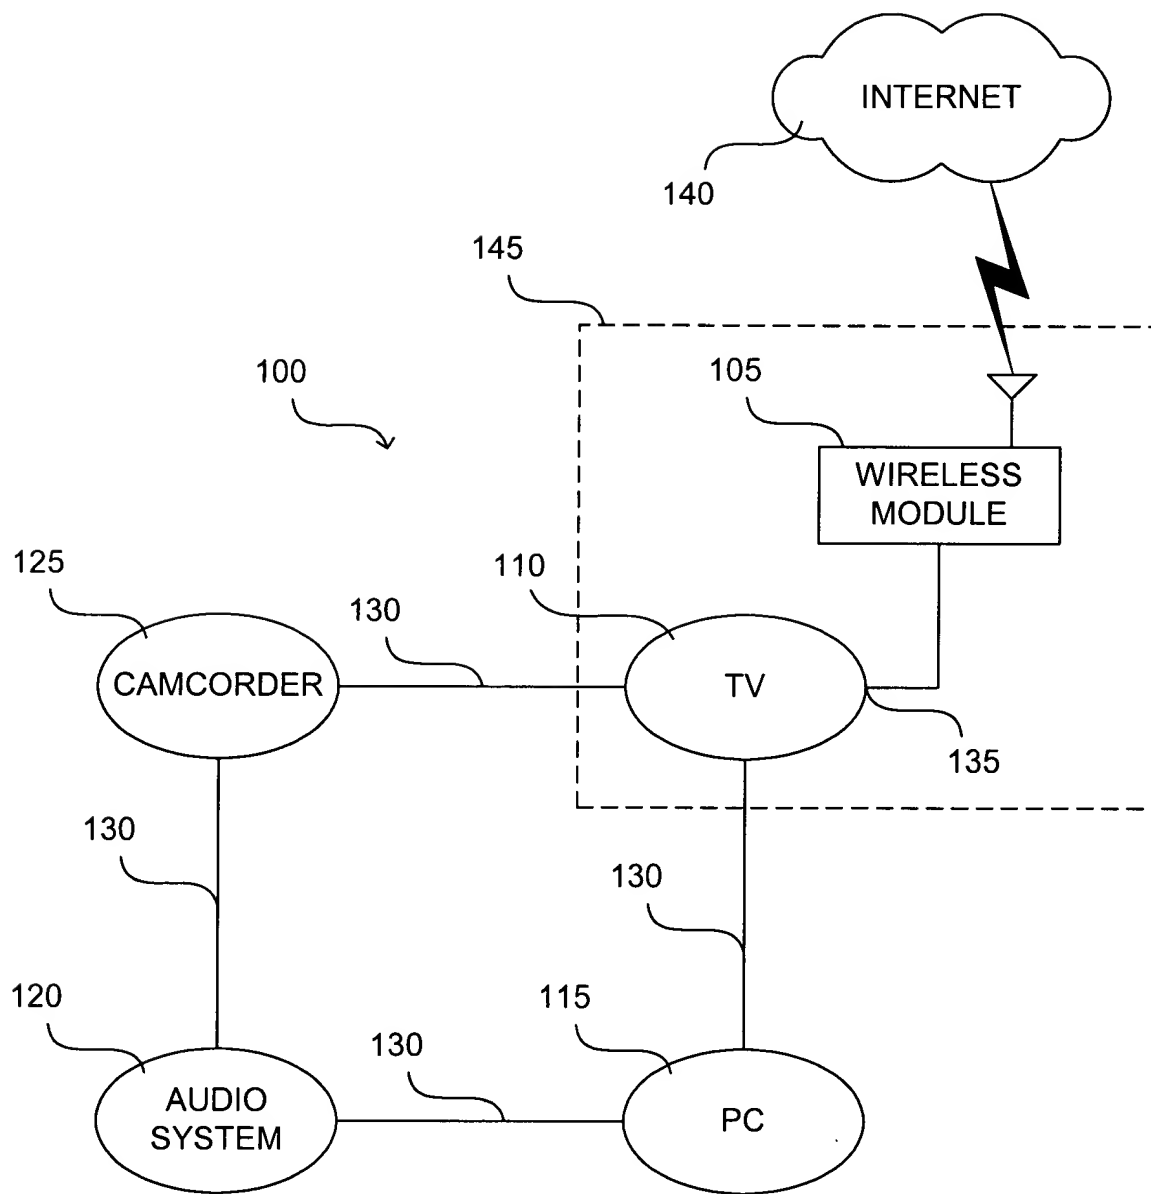 INTERNET
140
145
100
105
WIRELESS
MODULE
125
130
110
CAMCORDER
TV
135
130
130
120
115
130
AUDIO
SYSTEM
PC